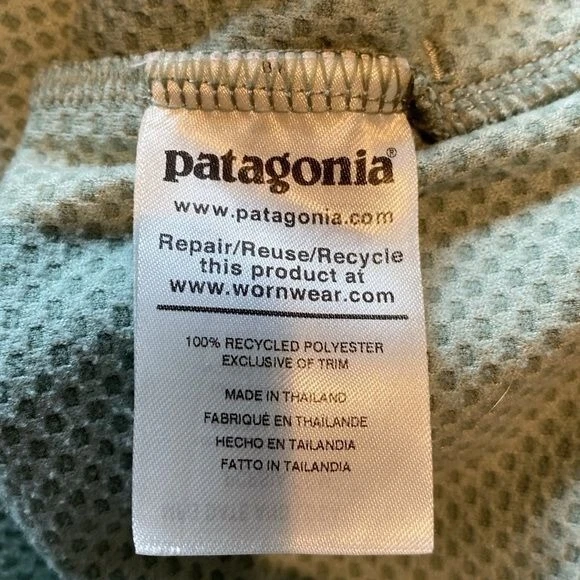 patagonia®
www.patagonia.com
Repair/Reuse/Recycle
this product at
www.wornwear.com
100% RECYCLED POLYESTER
EXCLUSIVE OF TRIM
MADE IN THAILAND
FABRIQUÉ EN THAÏLANDE
HECHO EN TAILANDIA
FATTO IN TAILANDIA